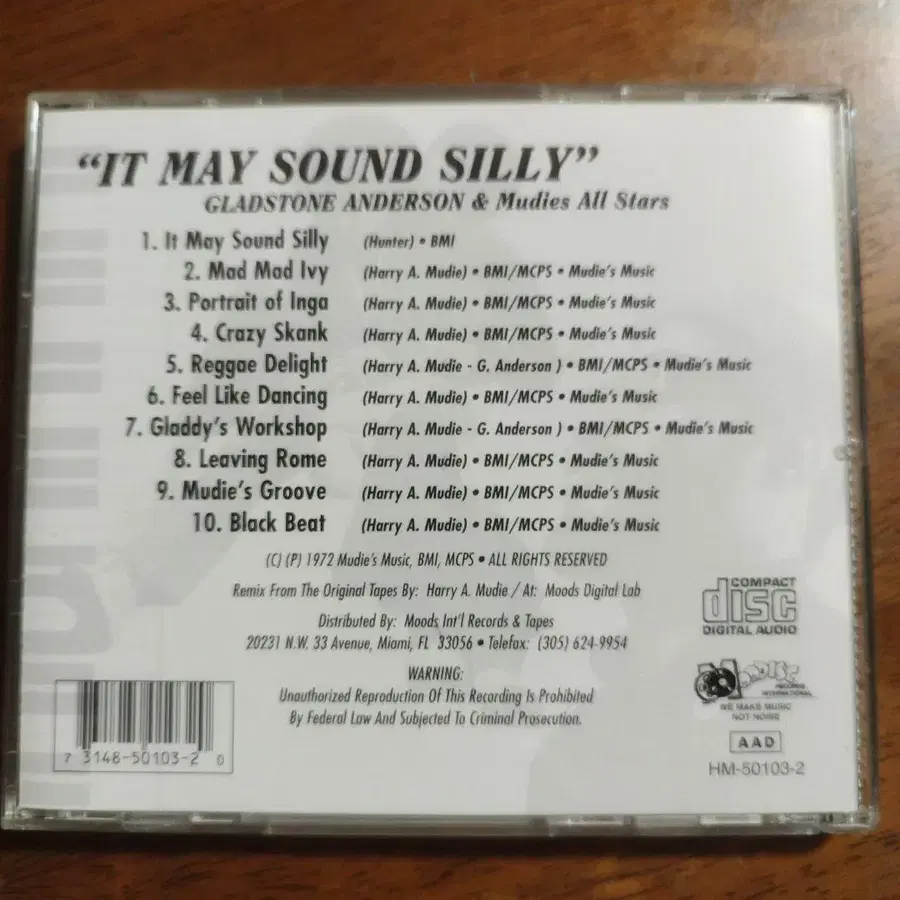 “IT MAY SOUND SILLY”
GLADSTONE ANDERSON & Mudies All Stars
1. It May Sound Silly (Hunter) • BMI
2. Mad Mad Ivy (Harry A. Mudie) • BMI/MCPS • Mudie's Music
3. Portrait of Inga (Harry A. Mudie) • BMI/MCPS • Mudie's Music
4. Crazy Skank (Harry A. Mudie) • BMI/MCPS • Mudie's Music
5. Reggae Delight (Harry A. Mudie - G. Anderson ) • BMI/MCPS • Mudie's Music
6. Feel Like Dancing (Harry A. Mudie) • BMI/MCPS • Mudie's Music
7. Gladdy's Workshop (Harry A. Mudie - G. Anderson ) • BMI/MCPS • Mudie's Music
8. Leaving Rome (Harry A. Mudie) • BMI/MCPS • Mudie's Music
9. Mudie's Groove (Harry A. Mudie) • BMI/MCPS • Mudie's Music
10. Black Beat (Harry A. Mudie) • BMI/MCPS • Mudie's Music
(C) (P) 1972 Mudie's Music, BMI, MCPS • ALL RIGHTS RESERVED
Remix From The Original Tapes By: Harry A. Mudie / At: Moods Digital Lab
Distributed By: Moods Int'l Records & Tapes
20231 N.W. 33 Avenue, Miami, FL 33056 • Telefax: (305) 624-9954
WARNING:
Unauthorized Reproduction Of This Recording Is Prohibited
By Federal Law And Subjected To Criminal Prosecution.
7 3148-50103-2 0
COMPACT
disc
DIGITAL AUDIO
RECORDS
INTERNATIONAL
WE MAKE MUSIC
NOT NOISE
AAD
HM-50103-2